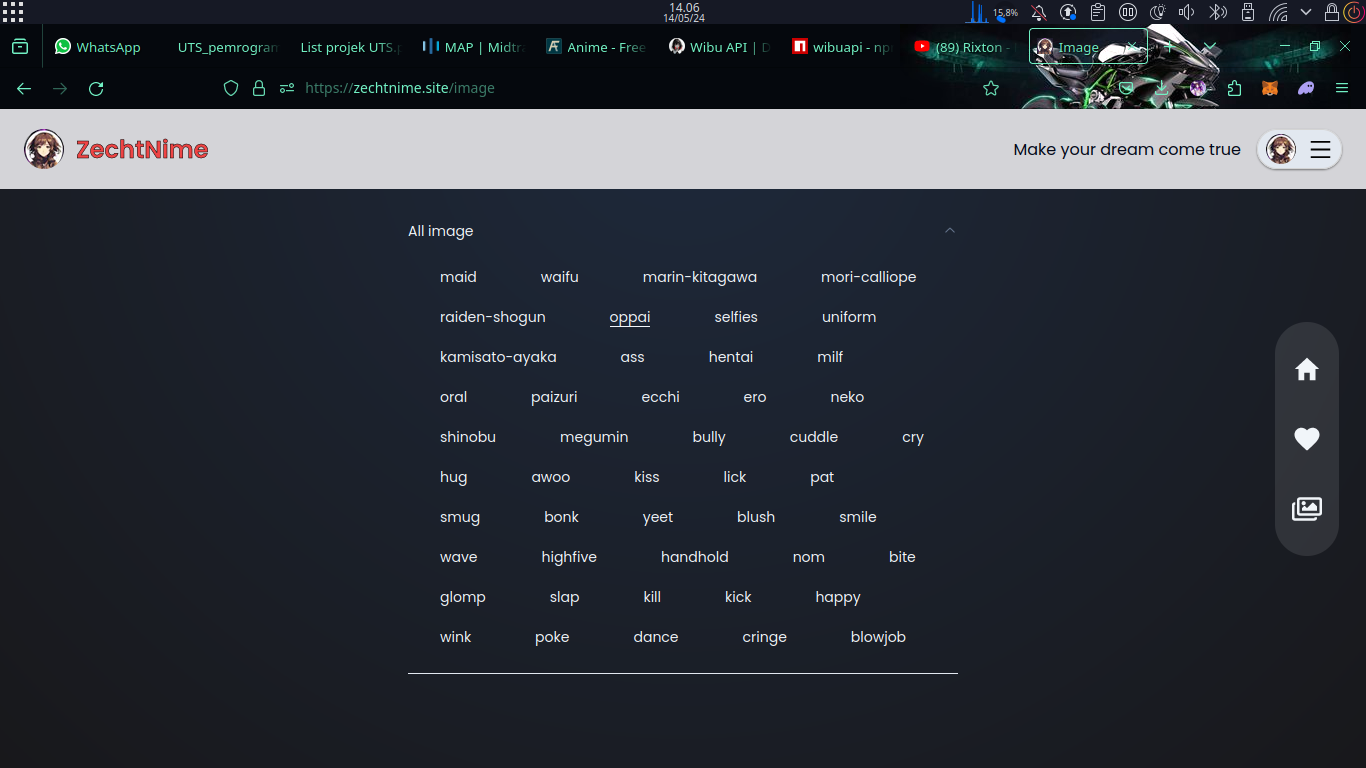 14.06
14/05/24
15.8%
WhatsApp UTS_pemrogran List projek UTS.p MAP | Midtra Anime - Free Wibu API | D wibuapi - np (89) Rixton - Image
https://zechtnime.site/image
ZechtNime
Make your dream come true
All image
maid waifu marin-kitagawa mori-calliope
raiden-shogun oppai selfies uniform
kamisato-ayaka ass hentai milf
oral paizuri ecchi ero neko
shinobu megumin bully cuddle cry
hug awoo kiss lick pat
smug bonk yeet blush smile
wave highfive handhold nom bite
glomp slap kill kick happy
wink poke dance cringe blowjob